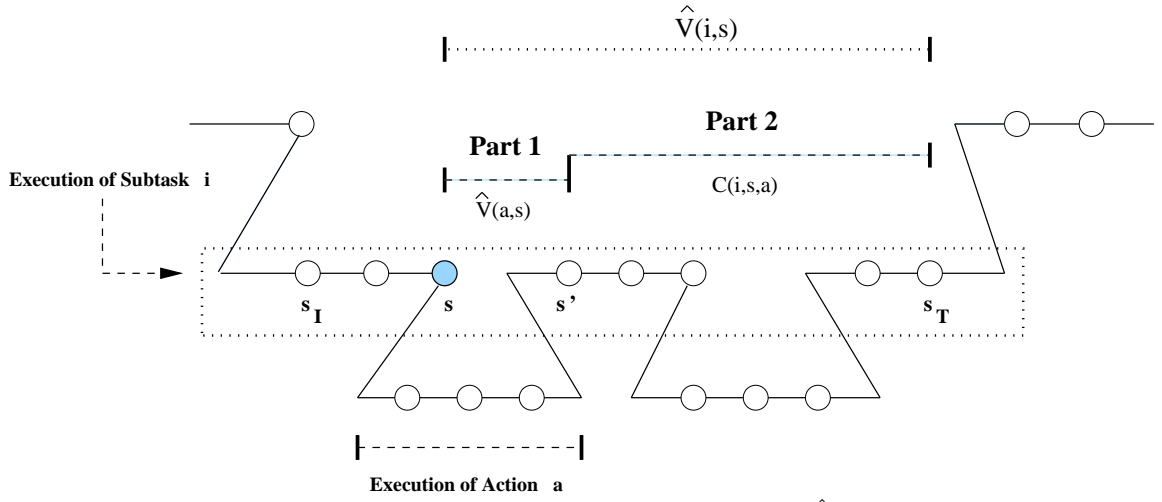 V̂(i,s)
Part 1
Part 2
Execution of Subtask i
V̂(a,s)
C(i,s,a)
s_I
s
s'
s_T
Execution of Action a
^